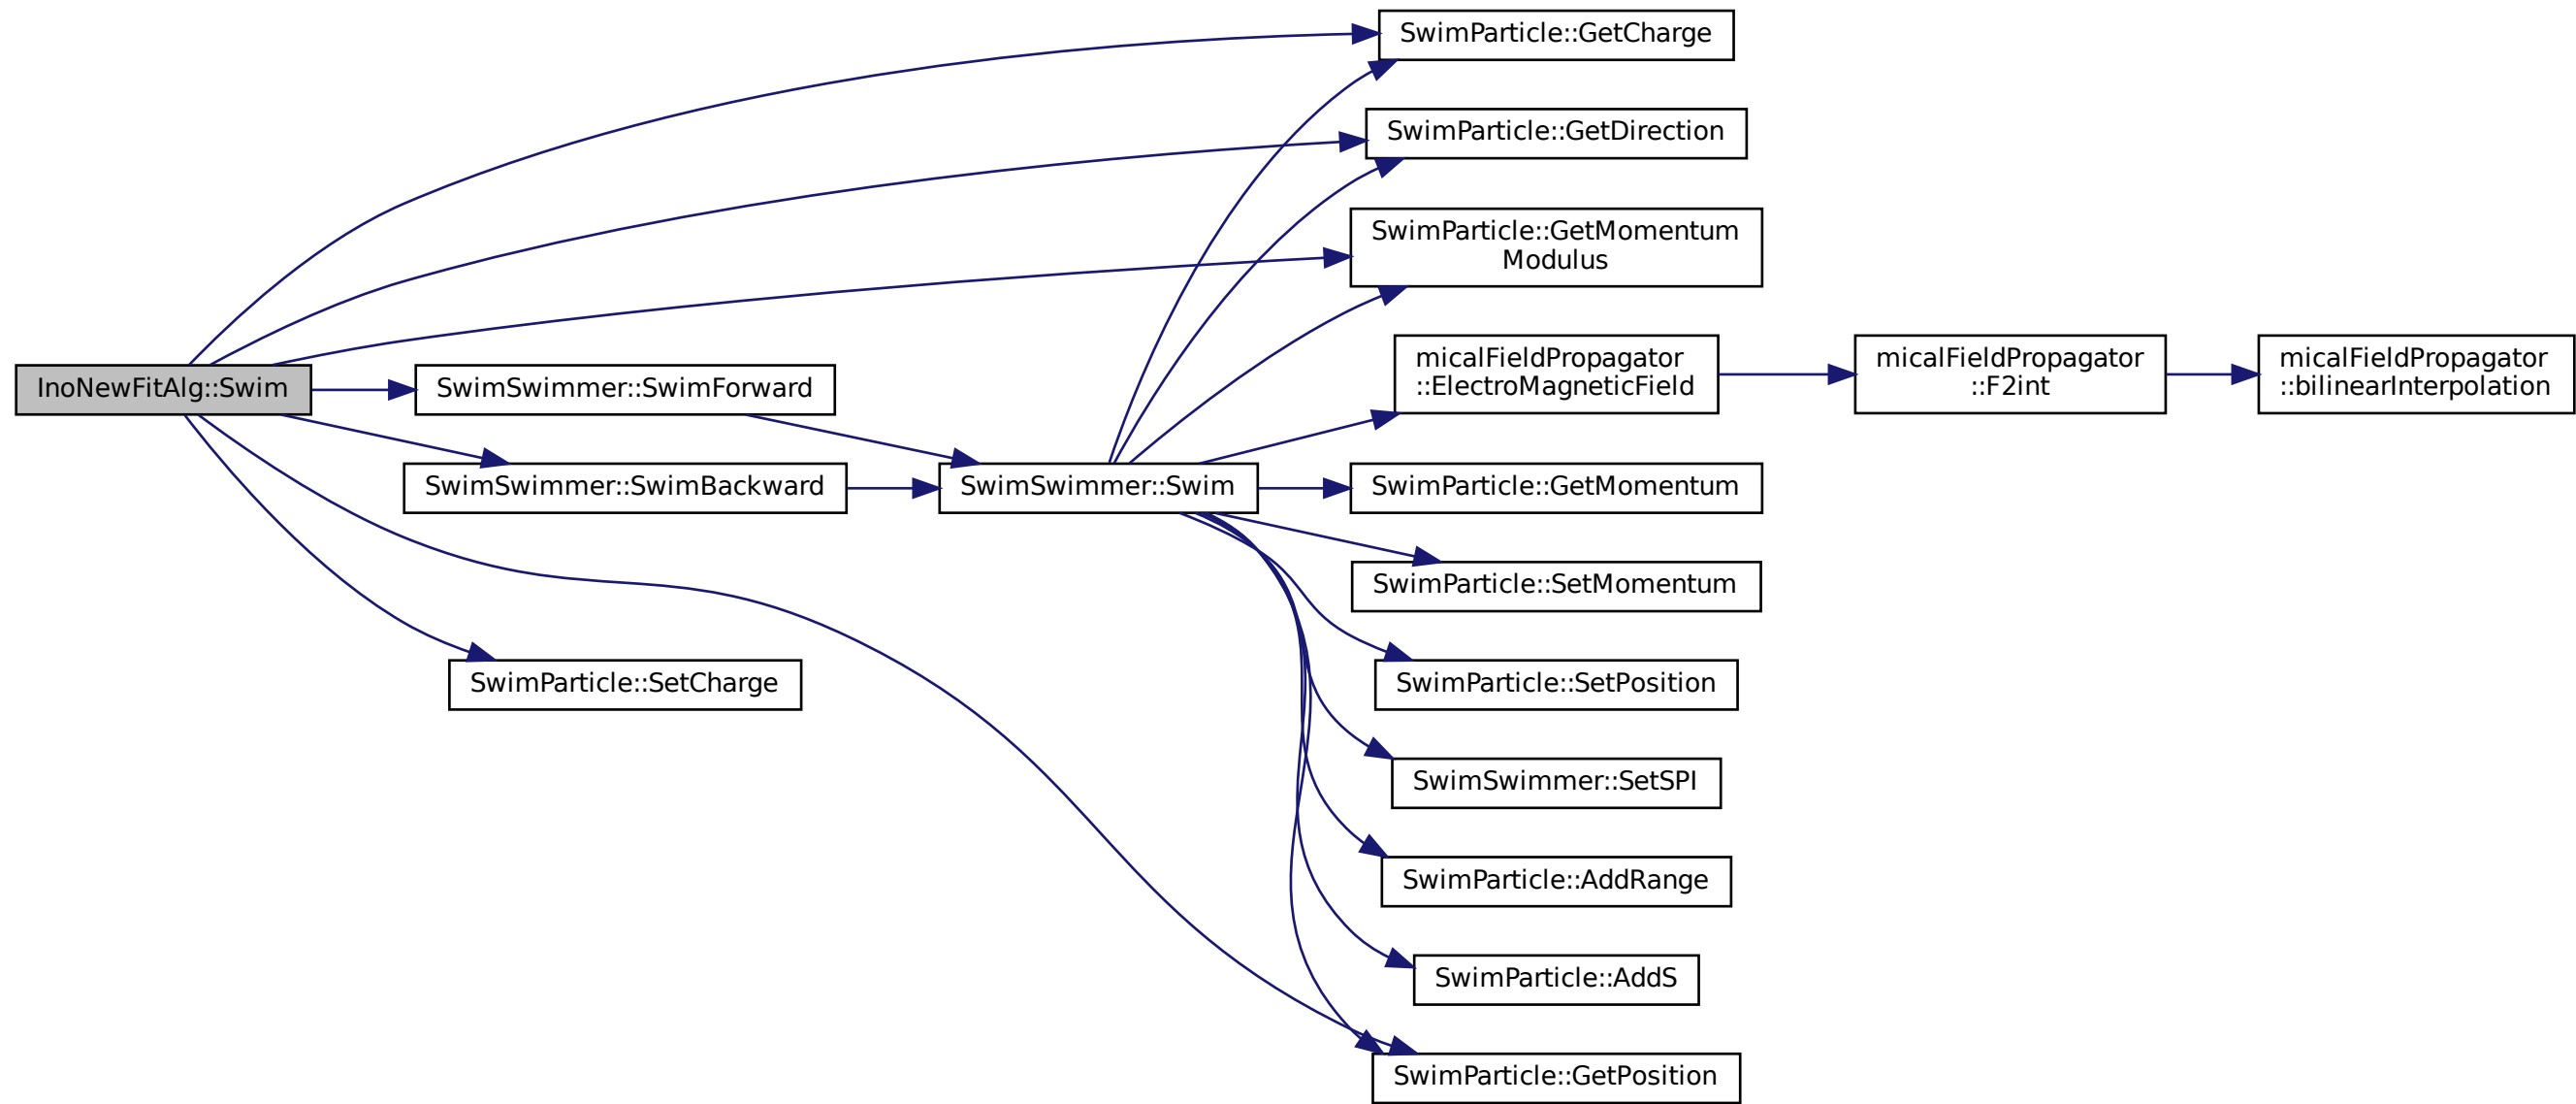 SwimParticle::GetCharge
SwimParticle::GetDirection
SwimParticle::GetMomentum
Modulus
InoNewFitAlg::Swim
SwimSwimmer::SwimForward
micalFieldPropagator
::ElectroMagneticField
micalFieldPropagator
::F2int
micalFieldPropagator
::bilinearInterpolation
SwimSwimmer::SwimBackward
SwimSwimmer::Swim
SwimParticle::GetMomentum
SwimParticle::SetMomentum
SwimParticle::SetCharge
SwimParticle::SetPosition
SwimSwimmer::SetSPI
SwimParticle::AddRange
SwimParticle::AddS
SwimParticle::GetPosition